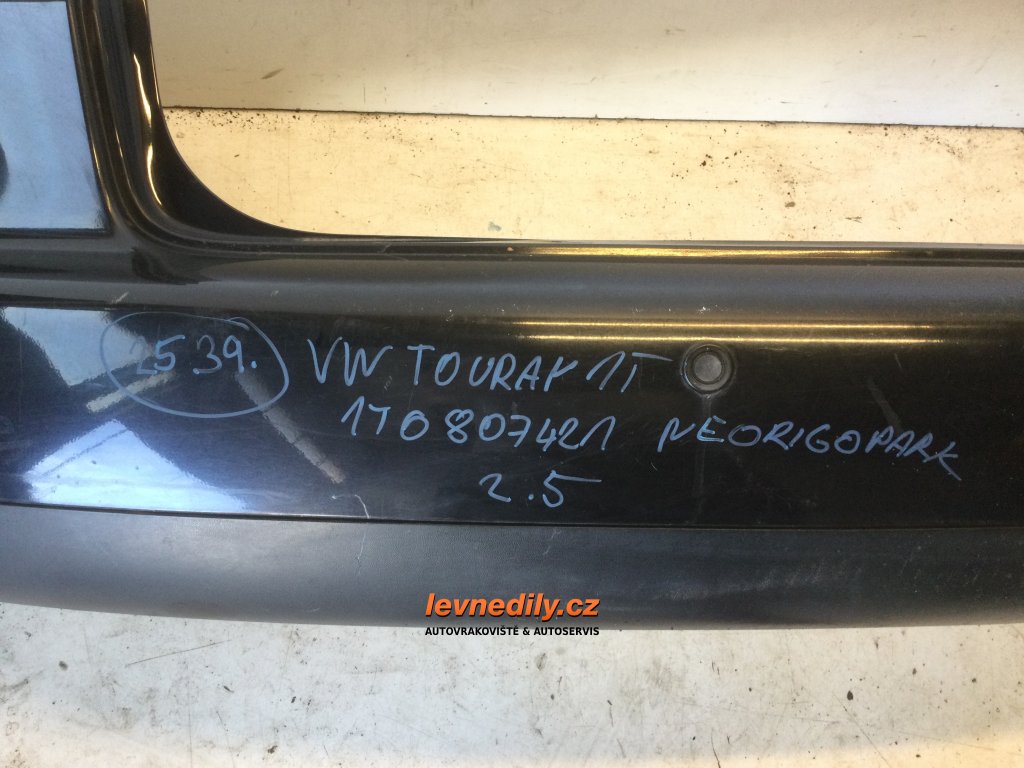 2539. VW TOURAN 1T
1T0807421 NEORIGOPARK
2.5
levnedily.cz
AUTOVRAKOVIŠTĚ & AUTOSERVIS